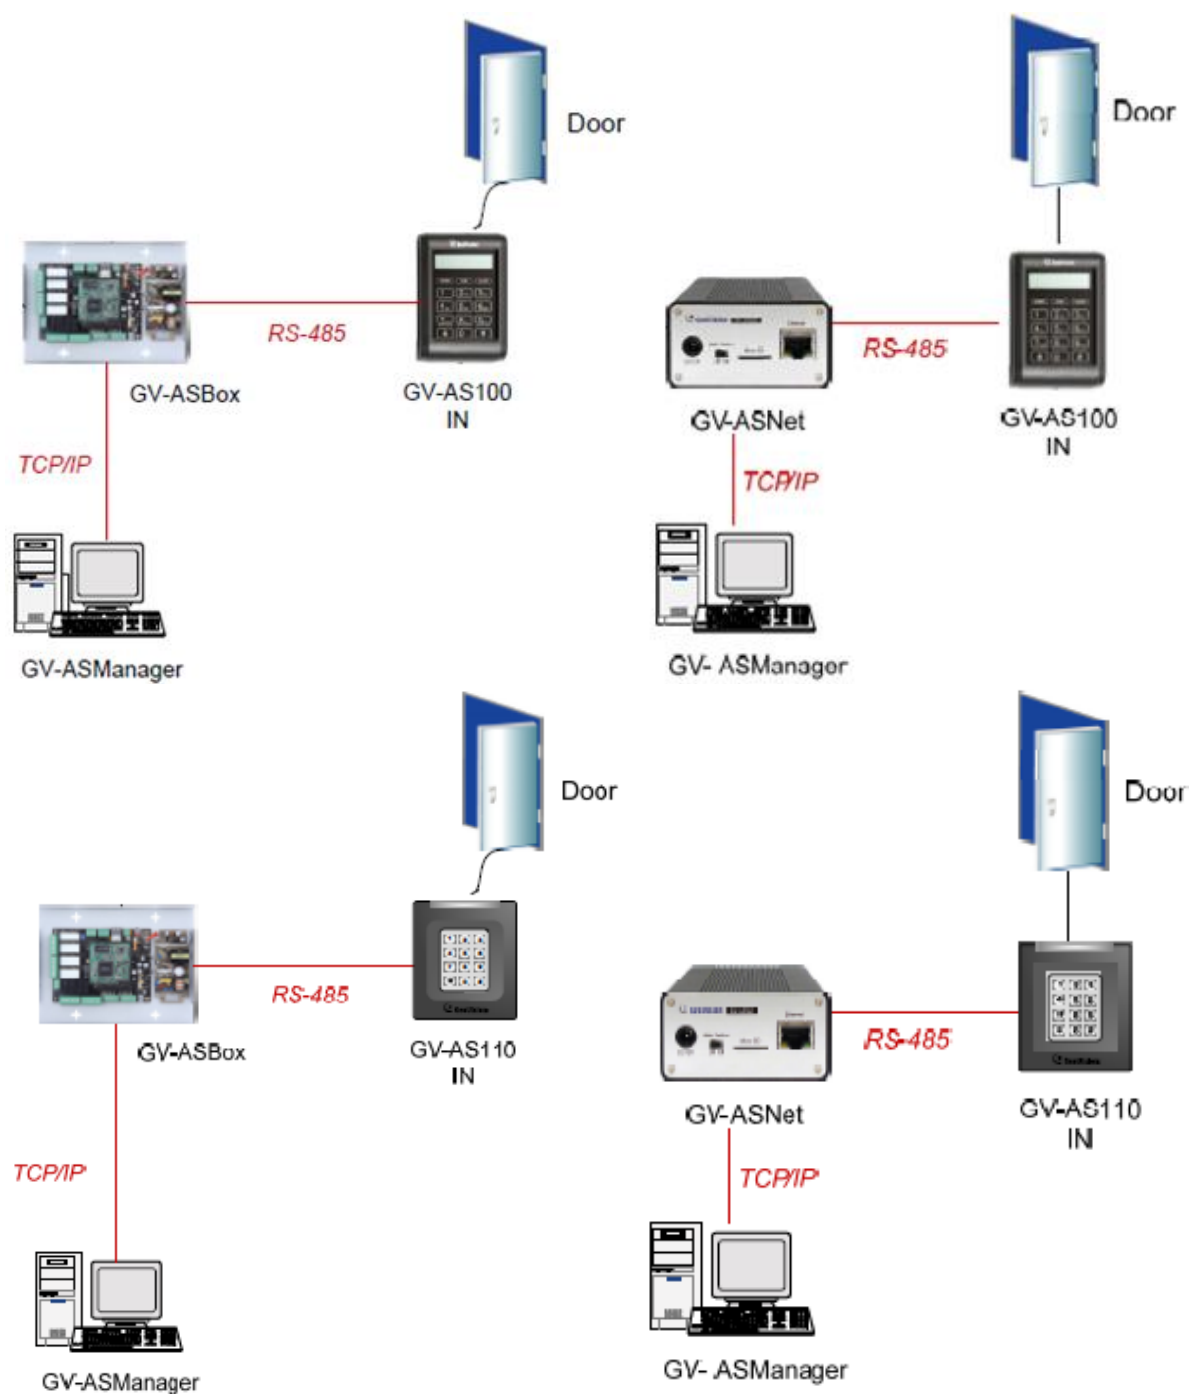 Door
Door
RS-485
RS-485
GV-ASBox
GV-AS100
IN
GV-ASNet
GV-AS100
IN
TCP/IP
TCP/IP
GV-ASManager
GV- ASManager
Door
Door
RS-485
RS-485
GV-ASBox
GV-AS110
IN
GV-ASNet
GV-AS110
IN
TCP/IP
TCP/IP
GV-ASManager
GV- ASManager